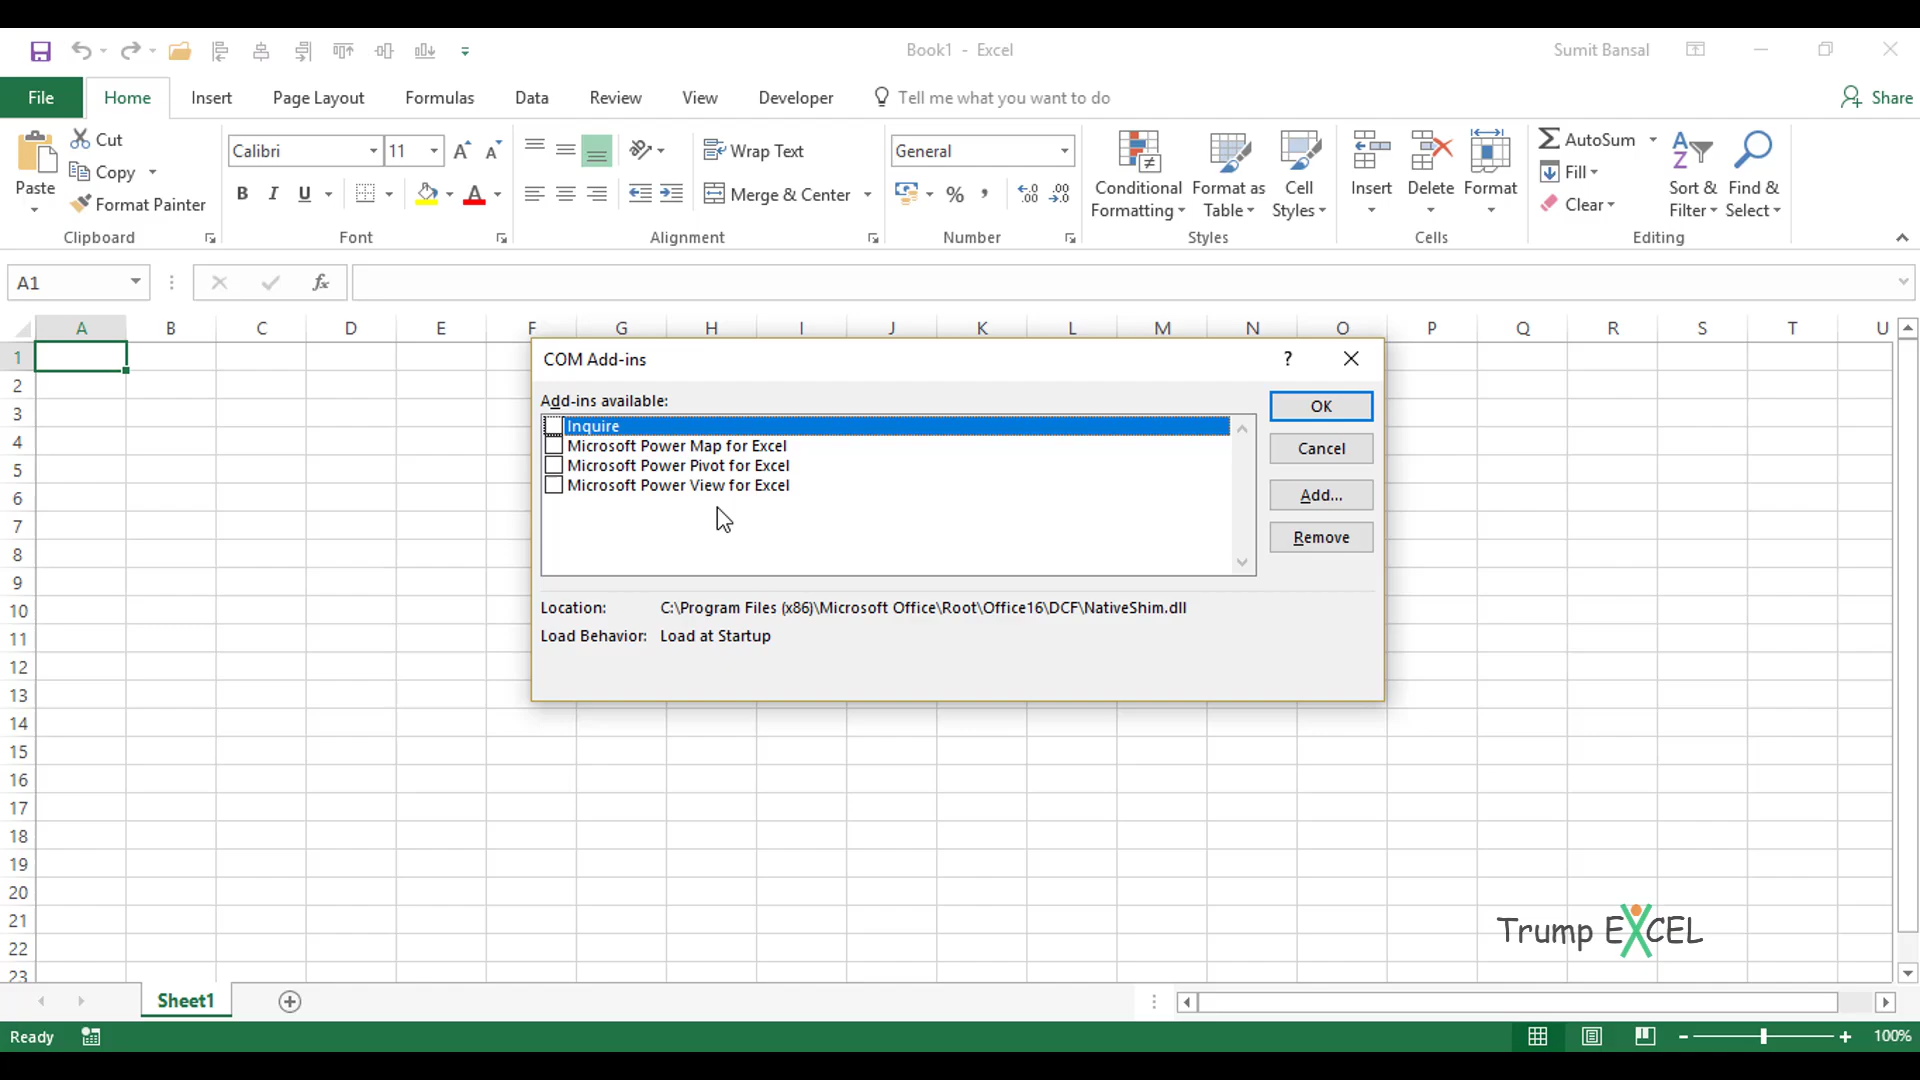 Book1 - Excel
Sumit Bansal
File Home Insert Page Layout Formulas Data Review View Developer Tell me what you want to do Share
Paste
Cut
Copy
Format Painter
Clipboard
Calibri 11
B I U A
Font
Wrap Text
Merge & Center
Alignment
General
%
Number
Conditional Formatting
Format as Table
Cell Styles
Styles
Insert
Delete
Format
Cells
AutoSum
Fill
Clear
Sort & Filter
Find & Select
Editing
A1
fx
A B C D E F G H I J K L M N O P Q R S T U
1
2
3
4
5
6
7
8
9
10
11
12
13
14
15
16
17
18
19
20
21
22
23
COM Add-ins ?
Add-ins available:
Inquire
Microsoft Power Map for Excel
Microsoft Power Pivot for Excel
Microsoft Power View for Excel
OK
Cancel
Add...
Remove
Location: C:\Program Files (x86)\Microsoft Office\Root\Office16\DCF\NativeShim.dll
Load Behavior: Load at Startup
Trump EXCEL
Sheet1
Ready
100%